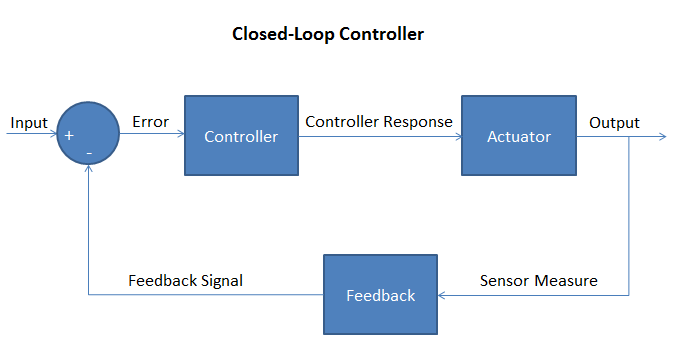 Closed-Loop Controller
Input
+
-
Error
Controller
Controller Response
Actuator
Output
Feedback Signal
Feedback
Sensor Measure